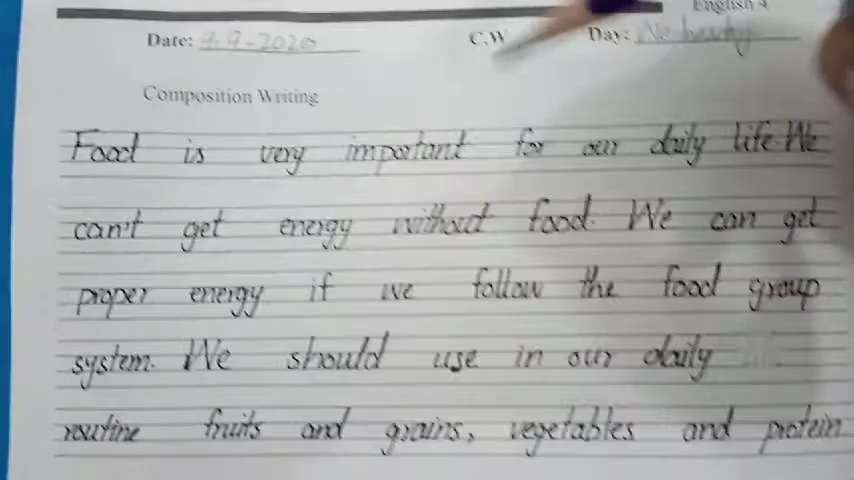 English 4
Date: 9-9-2020 C.W Day:
Composition Writing
Food is very important for our daily life. We
can't get energy without food. We can get
proper energy if we follow the food group
system. We should use in our daily
routine fruits and grains, vegetables and protein